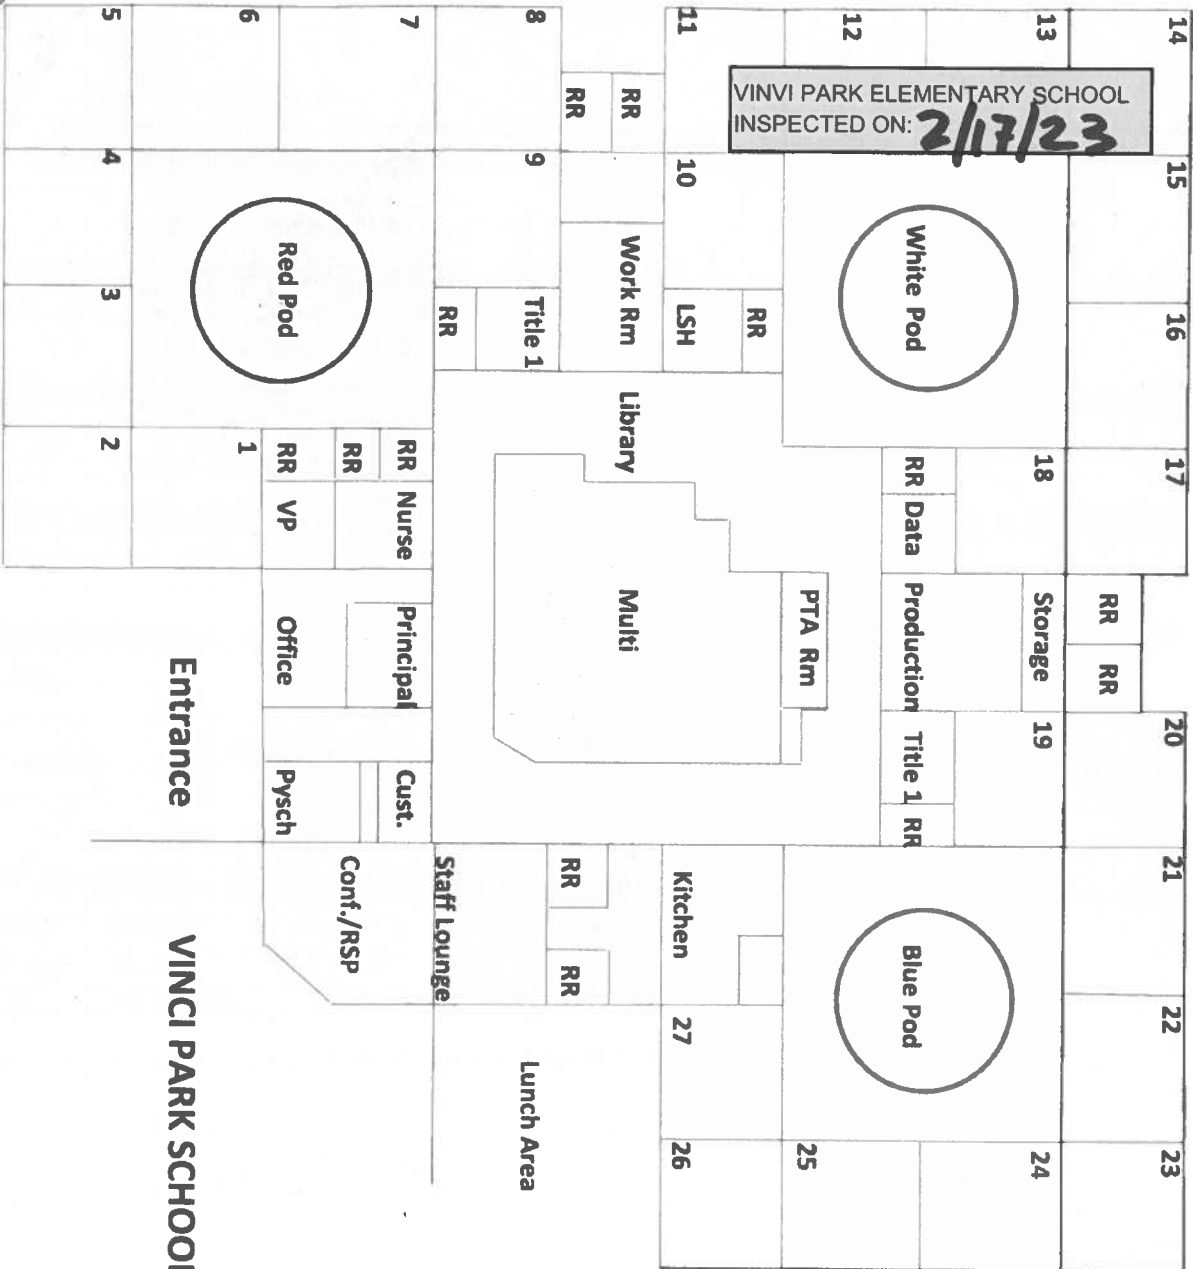 VINVI PARK ELEMENTARY SCHOOL
INSPECTED ON: 2/17/23
14
15
16
17
20
21
22
23
RR
RR
13
18
Storage
19
24
12
White Pod
RR
Data
Production
Title 1
RR
Blue Pod
PTA Rm
25
RR
11
10
LSH
Kitchen
27
26
RR
Work Rm
Library
Multi
RR
RR
RR
8
9
Title 1
Lunch Area
RR
Staff Lounge
7
RR
Nurse
Principal
Cust.
RR
Conf./RSP
Red Pod
RR
VP
Office
Pysch
6
1
Entrance
VINCI PARK SCHOOL
5
4
3
2